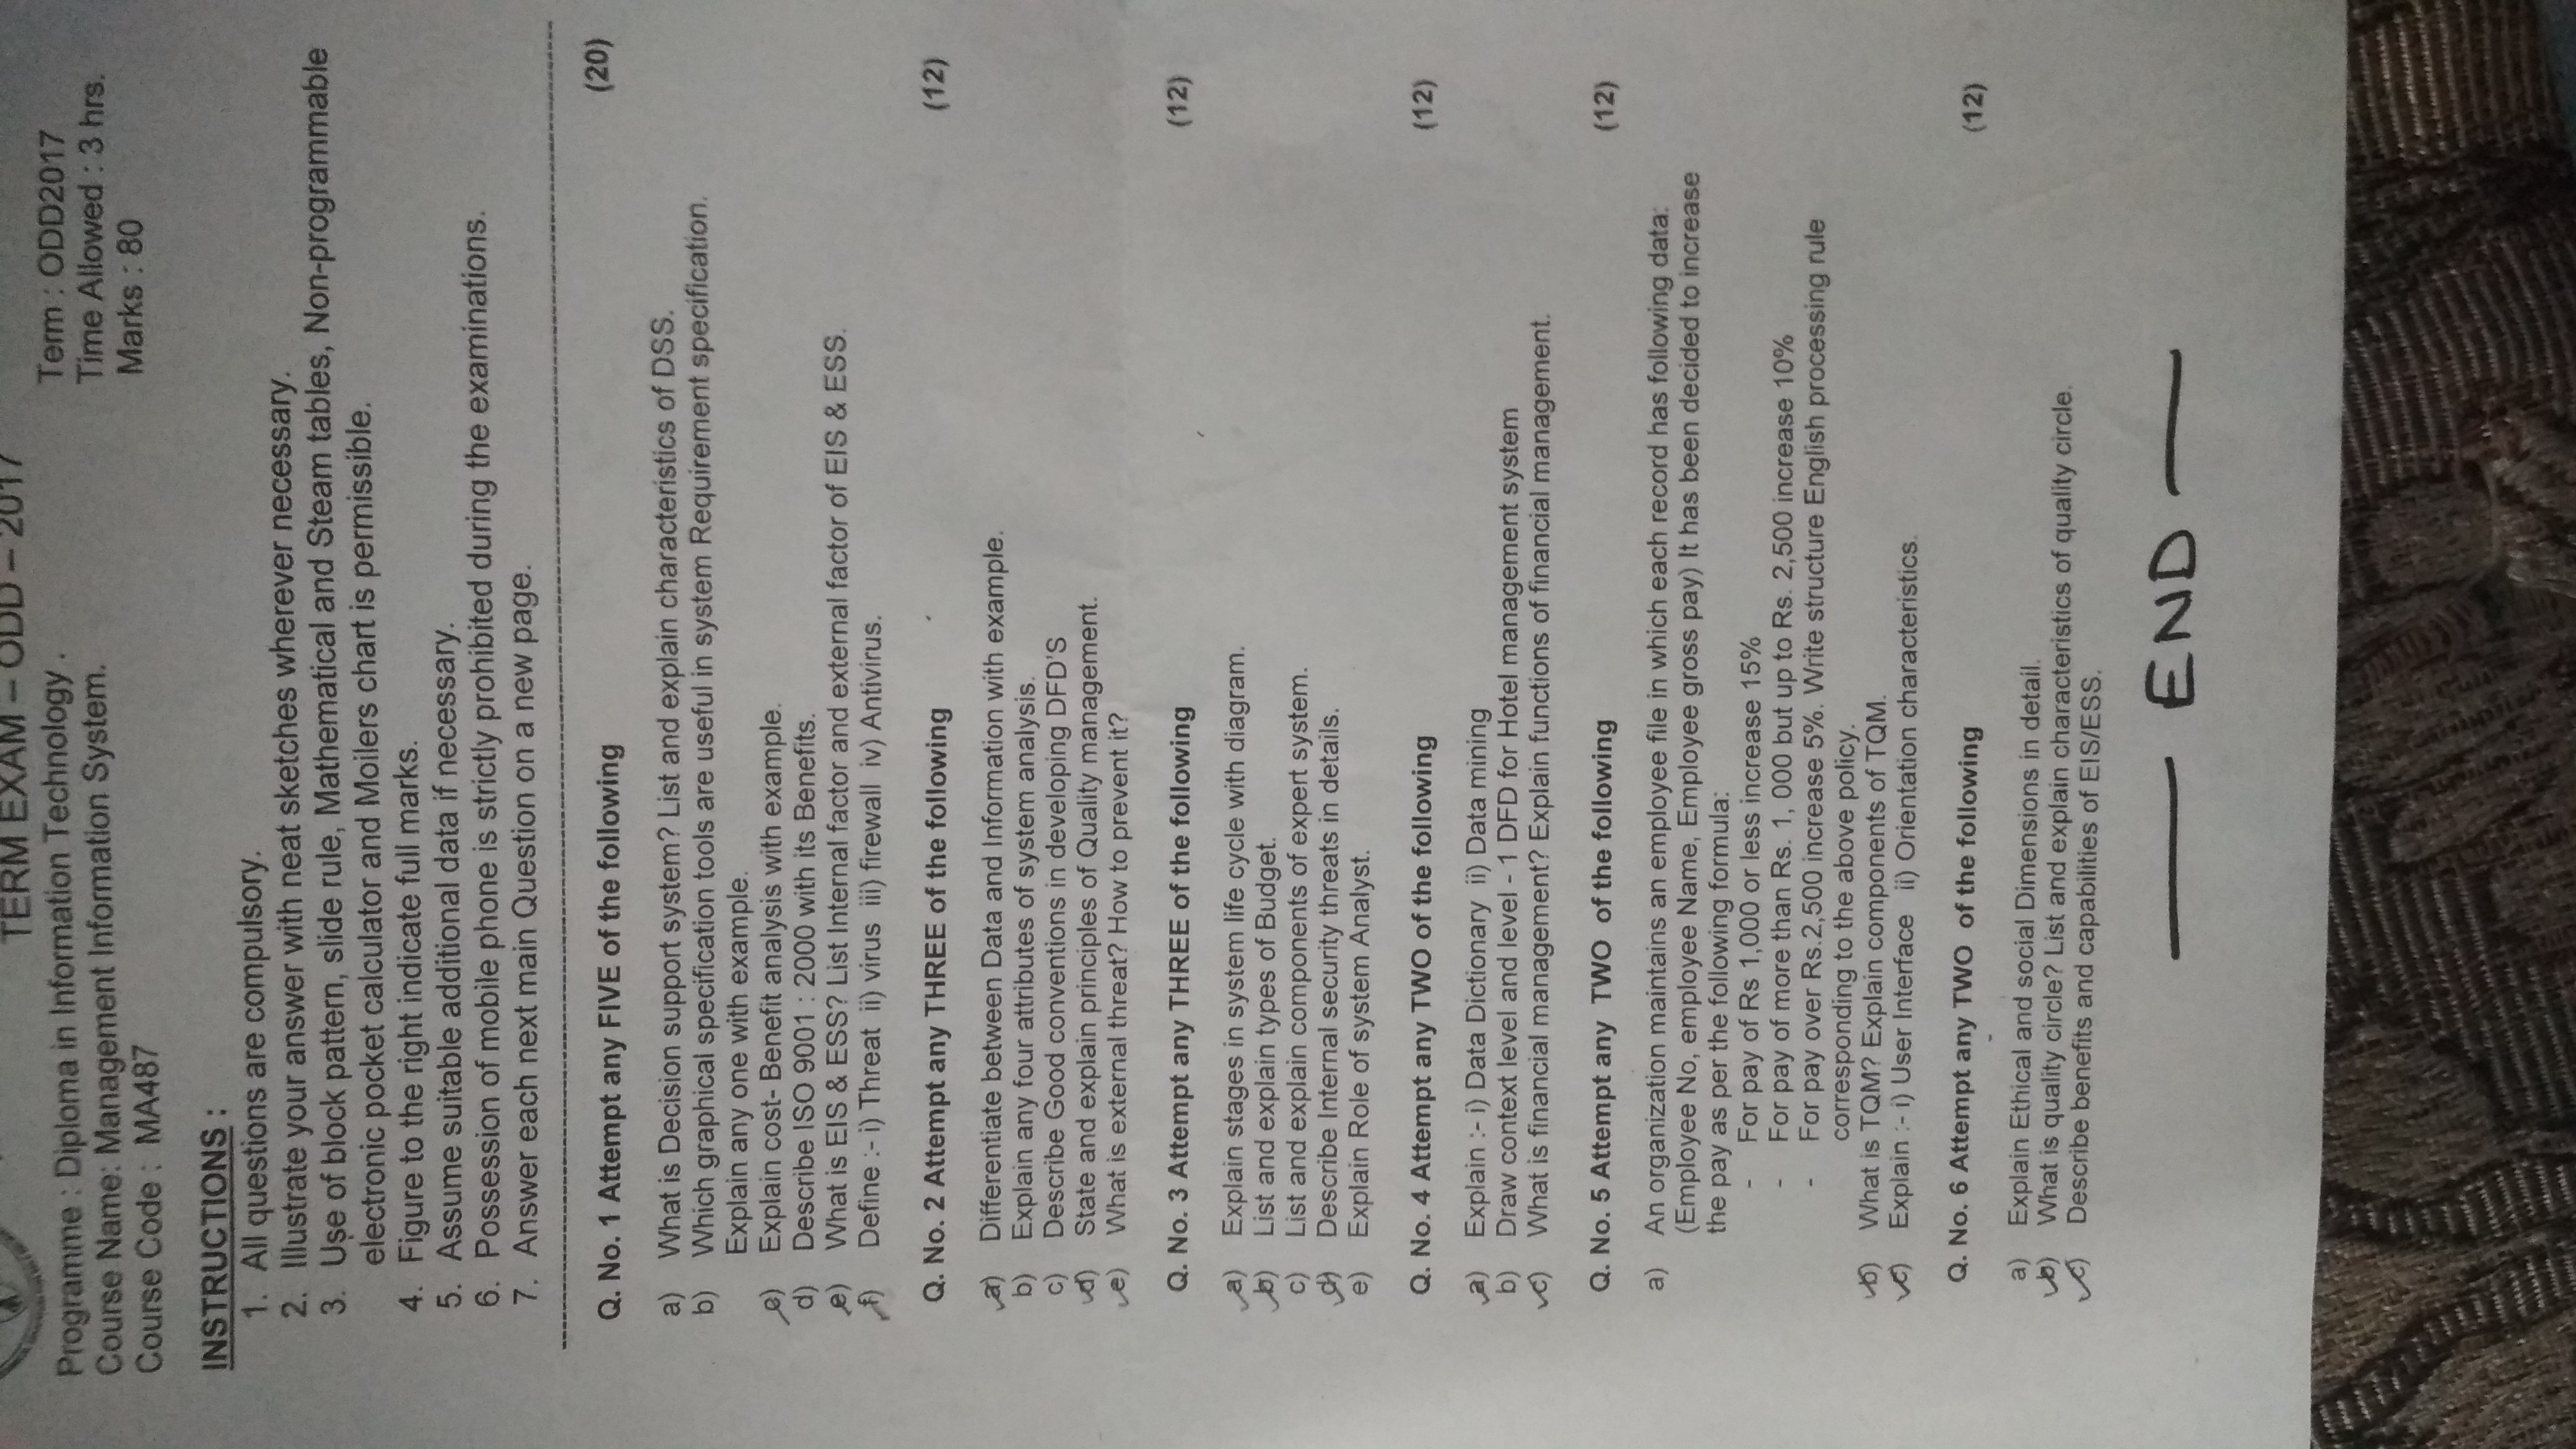 TERM EXAM – ODD – 2017
Programme : Diploma in Information Technology . Term : ODD2017
Course Name: Management Information System. Time Allowed : 3 hrs.
Course Code : MA487 Marks : 80
INSTRUCTIONS :
1. All questions are compulsory.
2. Illustrate your answer with neat sketches wherever necessary.
3. Use of block pattern, slide rule, Mathematical and Steam tables, Non-programmable
electronic pocket calculator and Moilers chart is permissible.
4. Figure to the right indicate full marks.
5. Assume suitable additional data if necessary.
6. Possession of mobile phone is strictly prohibited during the examinations.
7. Answer each next main Question on a new page.
Q. No. 1 Attempt any FIVE of the following (20)
a) What is Decision support system? List and explain characteristics of DSS.
b) Which graphical specification tools are useful in system Requirement specification.
Explain any one with example.
c) Explain cost- Benefit analysis with example.
d) Describe ISO 9001 : 2000 with its Benefits.
e) What is EIS & ESS? List Internal factor and external factor of EIS & ESS.
f) Define :- i) Threat ii) virus iii) firewall iv) Antivirus.
Q. No. 2 Attempt any THREE of the following (12)
a) Differentiate between Data and Information with example.
b) Explain any four attributes of system analysis.
c) Describe Good conventions in developing DFD'S
d) State and explain principles of Quality management.
e) What is external threat? How to prevent it?
Q. No. 3 Attempt any THREE of the following (12)
a) Explain stages in system life cycle with diagram.
b) List and explain types of Budget.
c) List and explain components of expert system.
d) Describe Internal security threats in details.
e) Explain Role of system Analyst.
Q. No. 4 Attempt any TWO of the following (12)
a) Explain :- i) Data Dictionary ii) Data mining
b) Draw context level and level - 1 DFD for Hotel management system
c) What is financial management? Explain functions of financial management.
Q. No. 5 Attempt any TWO of the following (12)
a) An organization maintains an employee file in which each record has following data:
(Employee No, employee Name, Employee gross pay) It has been decided to increase
the pay as per the following formula:
- For pay of Rs 1,000 or less increase 15%
- For pay of more than Rs. 1, 000 but up to Rs. 2,500 increase 10%
- For pay over Rs.2,500 increase 5%. Write structure English processing rule
corresponding to the above policy.
b) What is TQM? Explain components of TQM.
c) Explain :- i) User Interface ii) Orientation characteristics.
Q. No. 6 Attempt any TWO of the following (12)
a) Explain Ethical and social Dimensions in detail.
b) What is quality circle? List and explain characteristics of quality circle.
c) Describe benefits and capabilities of EIS/ESS.
— END —